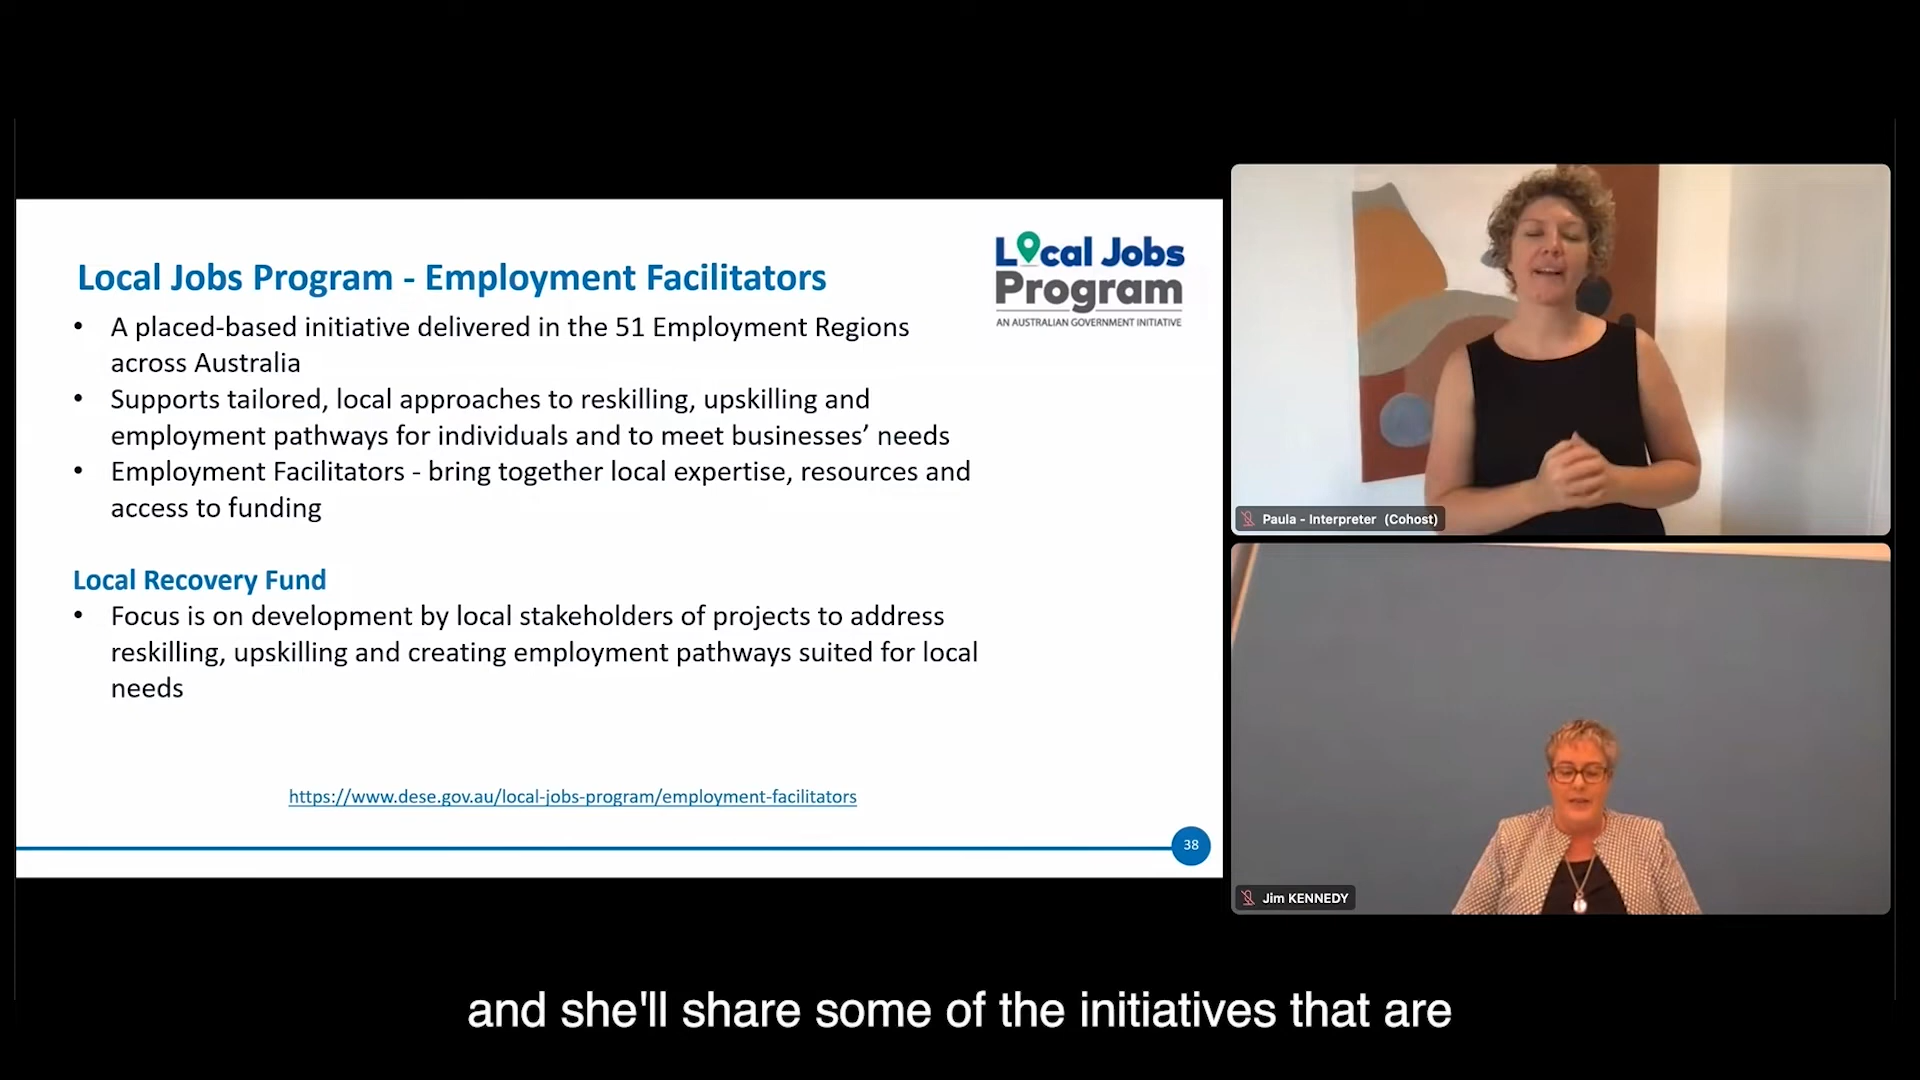 Local Jobs
Program
AN AUSTRALIAN GOVERNMENT INITIATIVE
Local Jobs Program - Employment Facilitators
• A placed-based initiative delivered in the 51 Employment Regions
across Australia
• Supports tailored, local approaches to reskilling, upskilling and
employment pathways for individuals and to meet businesses’ needs
• Employment Facilitators - bring together local expertise, resources and
access to funding
Local Recovery Fund
• Focus is on development by local stakeholders of projects to address
reskilling, upskilling and creating employment pathways suited for local
needs
https://www.dese.gov.au/local-jobs-program/employment-facilitators
38
Paula - Interpreter (Cohost)
Jim KENNEDY
and she'll share some of the initiatives that are